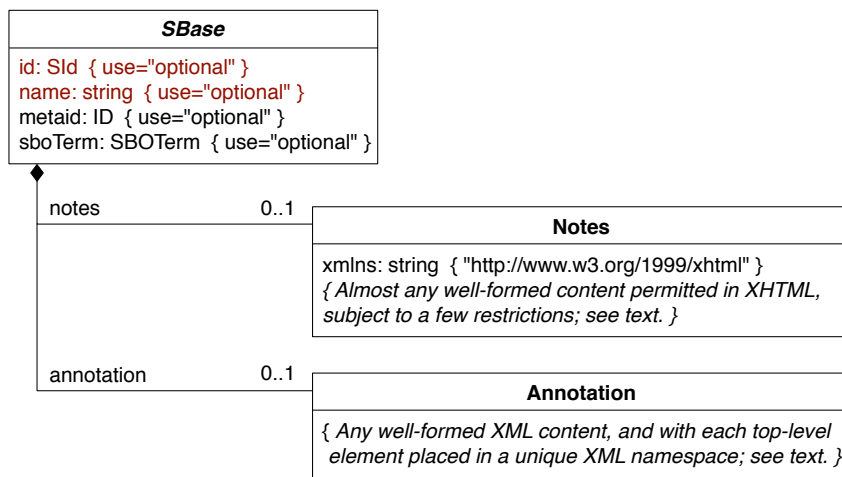 SBase
id: SId { use="optional" }
name: string { use="optional" }
metaid: ID { use="optional" }
sboTerm: SBOTerm { use="optional" }
notes
0..1
Notes
xmlns: string { "http://www.w3.org/1999/xhtml" }
{ Almost any well-formed content permitted in XHTML,
subject to a few restrictions; see text. }
annotation
0..1
Annotation
{ Any well-formed XML content, and with each top-level
element placed in a unique XML namespace; see text. }